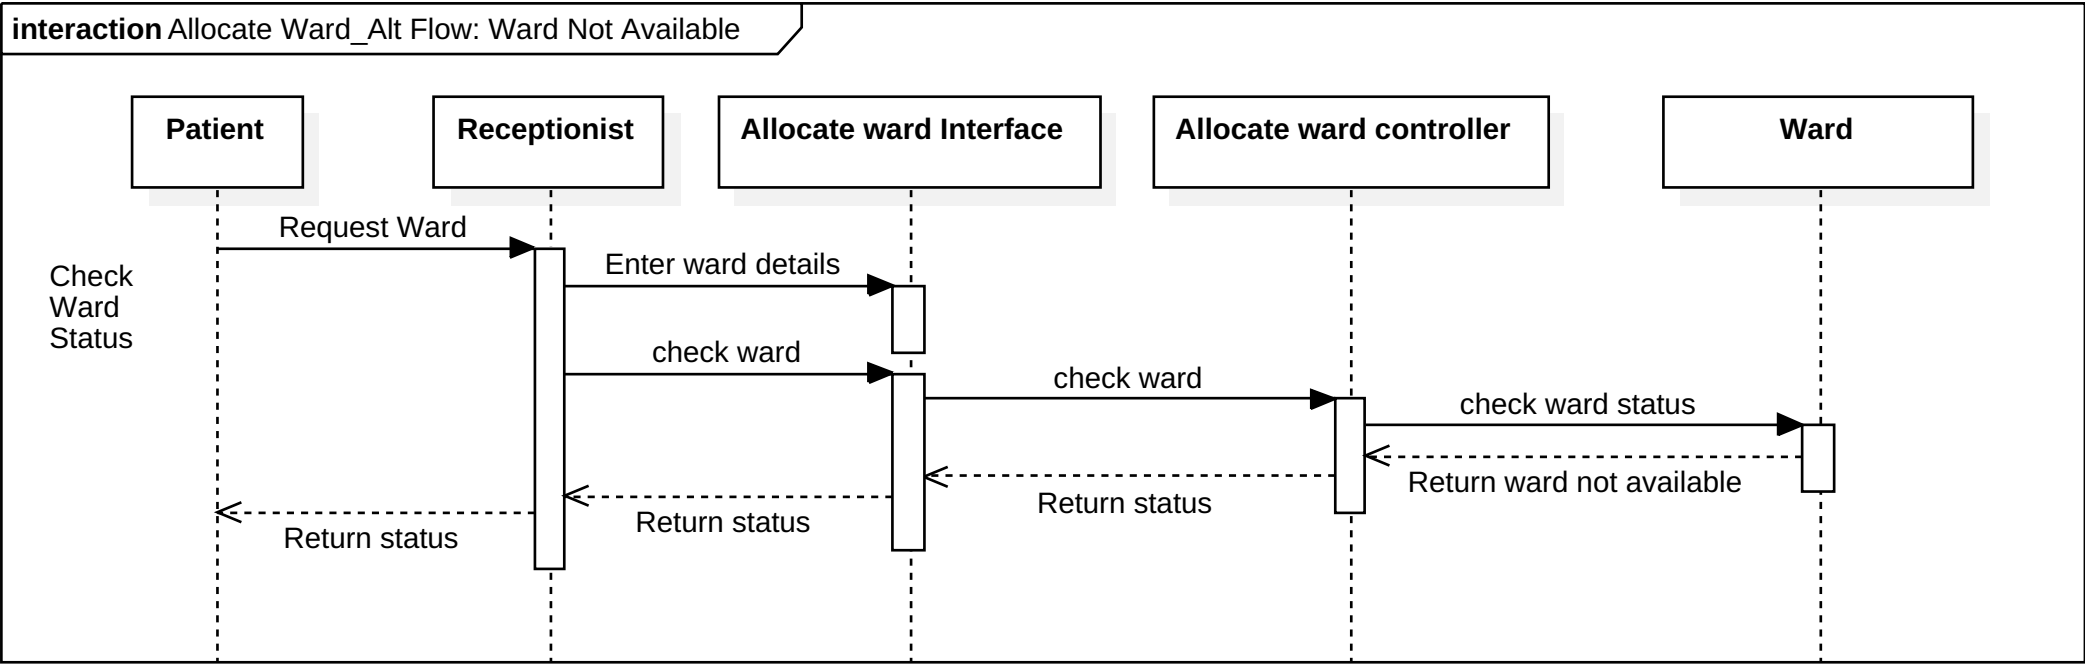 interaction Allocate Ward_Alt Flow: Ward Not Available
Patient
Receptionist
Allocate ward Interface
Allocate ward controller
Ward
Request Ward
Check
Ward
Status
Enter ward details
check ward
check ward
check ward status
Return ward not available
Return status
Return status
Return status